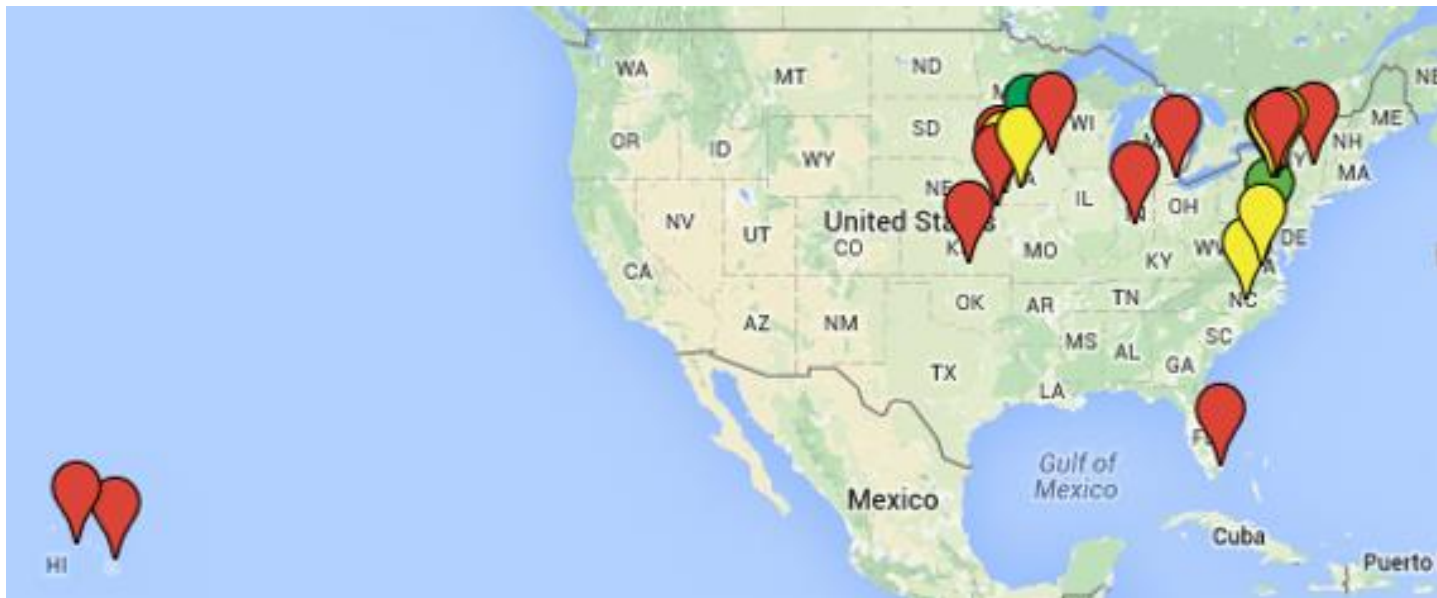 WA
MT
ND
NE
OR
ID
WY
SD
WI
ME
NH
MA
NE
NV
UT
CO
United Sta s
IL
OH
CA
MO
KY
WV
DE
AZ
NM
OK
AR
TN
NC
TX
MS
AL
SC
GA
LA
Gulf of
Mexico
Mexico
Cuba
HI
Puerto